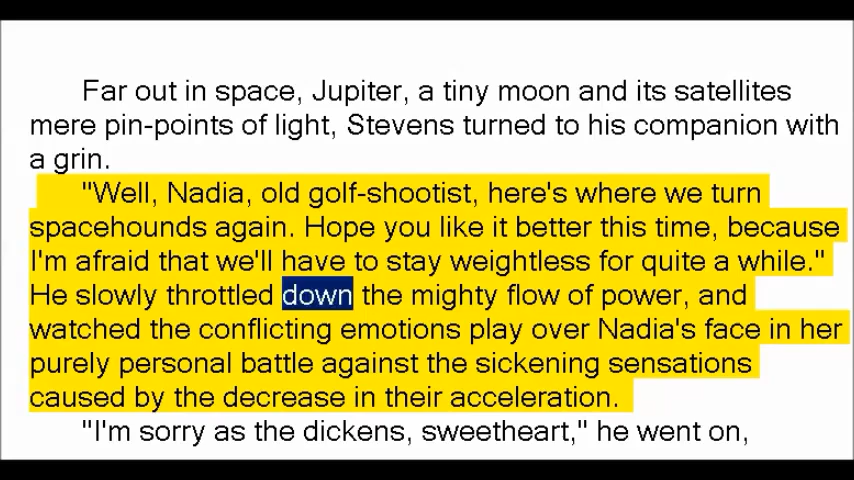 Far out in space, Jupiter, a tiny moon and its satellites
mere pin-points of light, Stevens turned to his companion with
a grin.
"Well, Nadia, old golf-shootist, here's where we turn
spacehounds again. Hope you like it better this time, because
I'm afraid that we'll have to stay weightless for quite a while."
He slowly throttled down the mighty flow of power, and
watched the conflicting emotions play over Nadia's face in her
purely personal battle against the sickening sensations
caused by the decrease in their acceleration.
"I'm sorry as the dickens, sweetheart," he went on,